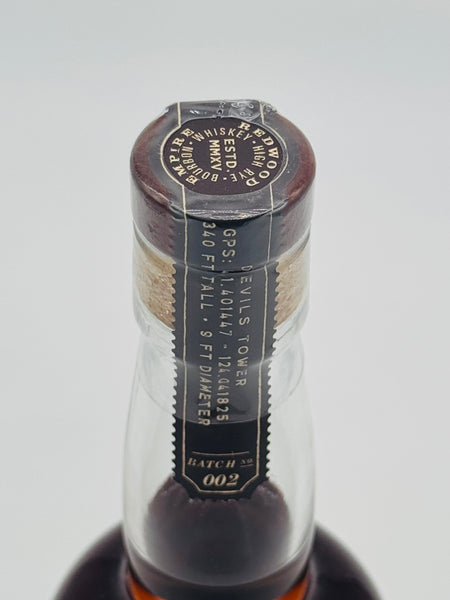 REDWOOD EMPIRE
WHISKEY · HIGH RYE · BOURBON ·
ESTD.
MMXV
DEVILS TOWER
GPS: 41.401447 - 124.041825
340 FT TALL · 9 FT DIAMETER
BATCH NO
002